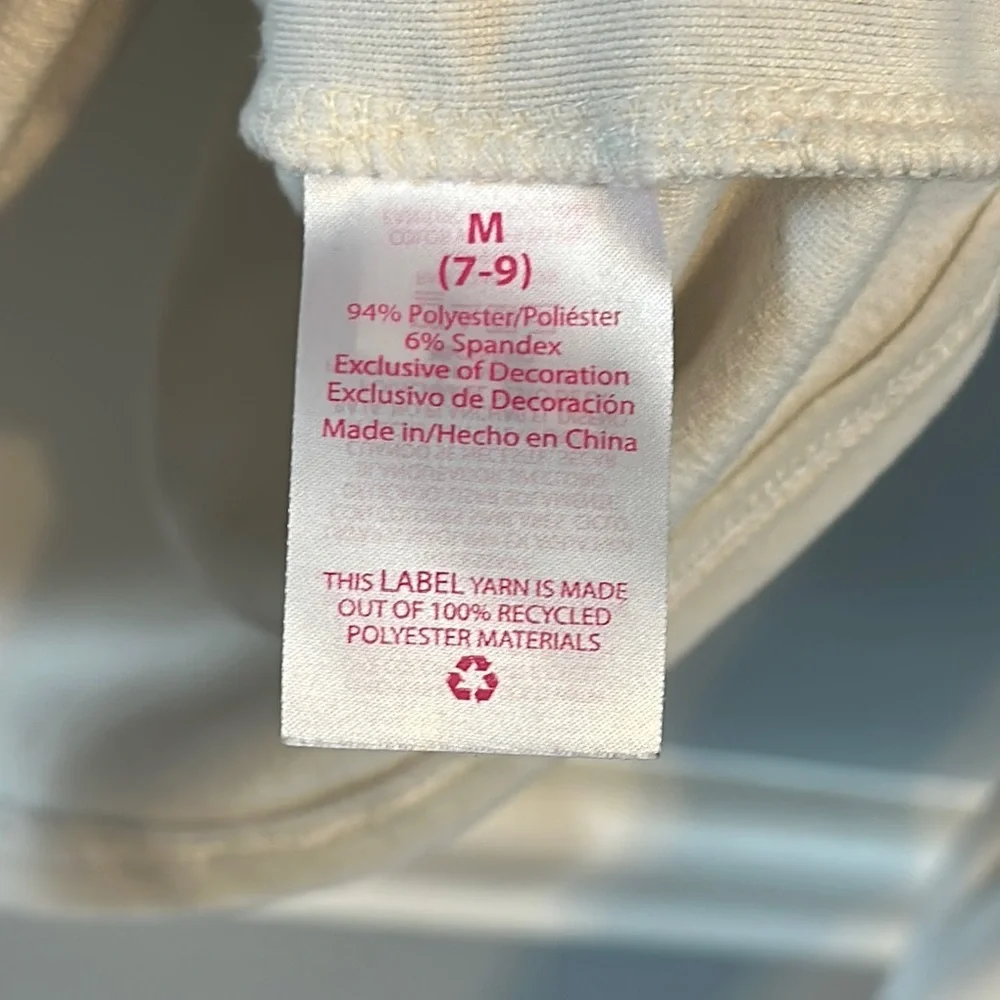 M
(7-9)
94% Polyester/Poliéster
6% Spandex
Exclusive of Decoration
Exclusivo de Decoración
Made in/Hecho en China
THIS LABEL YARN IS MADE
OUT OF 100% RECYCLED
POLYESTER MATERIALS